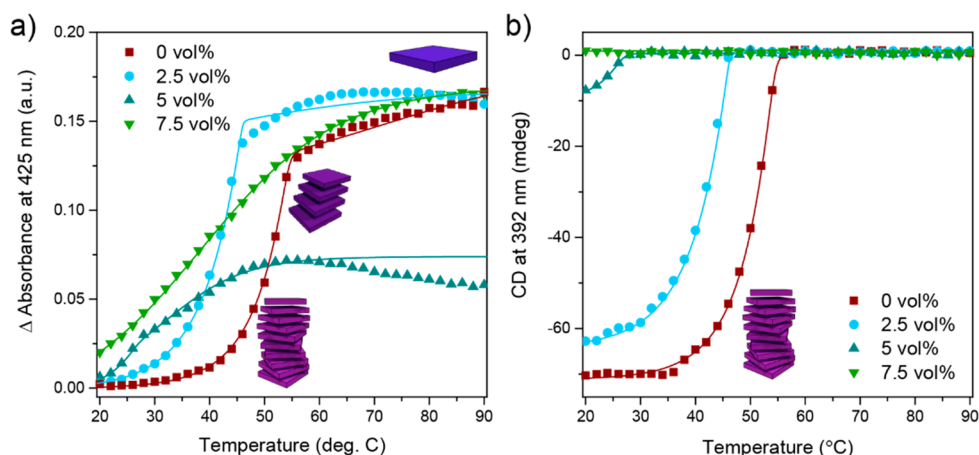 a)
0 vol%
2.5 vol%
5 vol%
7.5 vol%
Δ Absorbance at 425 nm (a.u.)
0.20
0.15
0.10
0.05
0.00
20 30 40 50 60 70 80 90
Temperature (deg. C)
b)
CD at 392 nm (mdeg)
0
-20
-40
-60
0 vol%
2.5 vol%
5 vol%
7.5 vol%
20 30 40 50 60 70 80 90
Temperature (°C)